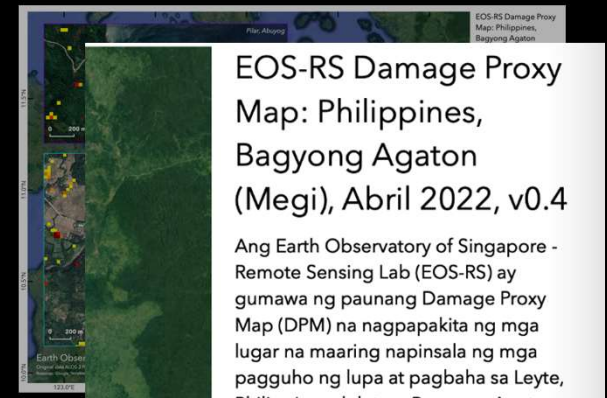 Pilar, Abuyog
EOS-RS Damage Proxy
Map: Philippines,
Bagyong Agaton
11.5°N
0 200 m
11.0°N
10.5°N
0 200 m
Earth Obser
10.0°N
123.0°E
EOS-RS Damage Proxy
Map: Philippines,
Bagyong Agaton
(Megi), Abril 2022, v0.4
Ang Earth Observatory of Singapore -
Remote Sensing Lab (EOS-RS) ay
gumawa ng paunang Damage Proxy
Map (DPM) na nagpapakita ng mga
lugar na maaring napinsala ng mga
pagguho ng lupa at pagbaha sa Leyte,